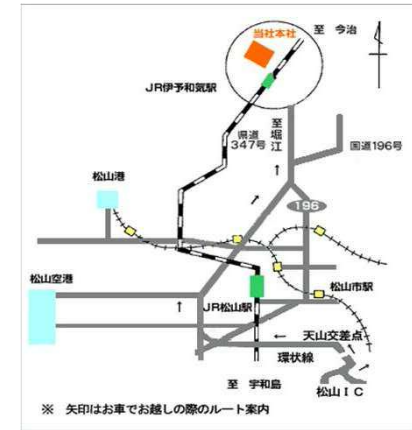 当社本社
至 今治
JR伊予和気駅
県道
347号
至堀江
国道196号
松山港
196
松山空港
松山市駅
JR松山駅
天山交差点
環状線
至 宇和島
松山IC
※ 矢印はお車でお越しの際のルート案内